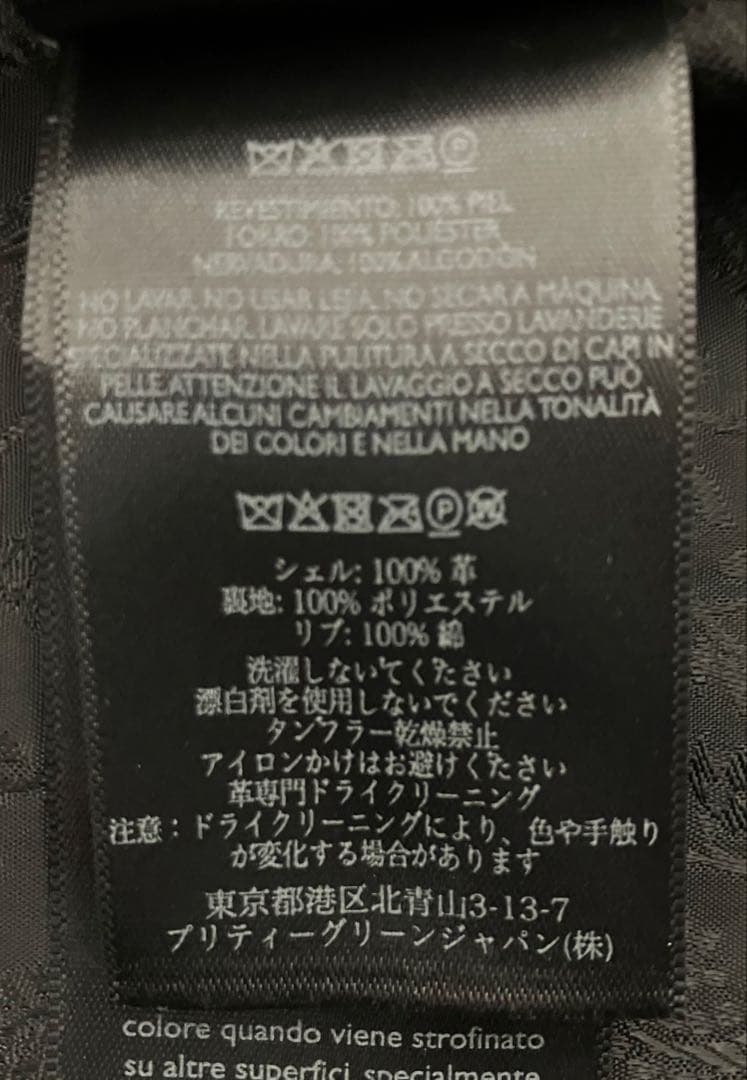 P
REVESTIMIENTO: 100% PIEL
FORRO: 100% POLIÉSTER
NERVADURA: 100% ALGODÓN
NO LAVAR. NO USAR LEJÍA. NO SECAR A MÁQUINA.
NO PLANCHAR. LAVARE SOLO PRESSO LAVANDERIE
SPECIALIZZATE NELLA PULITURA A SECCO DI CAPI IN
PELLE. ATTENZIONE IL LAVAGGIO A SECCO PUÒ
CAUSARE ALCUNI CAMBIAMENTI NELLA TONALITÀ
DEI COLORI E NELLA MANO
P W
シェル: 100% 革
裏地: 100% ポリエステル
リブ: 100% 綿
洗濯しないてください
漂白剤を使用しないでください
タンブラー乾燥禁止
アイロンかけはお避けください
革専門ドライクリーニング
注意：ドライクリーニングにより、色や手触り
が変化する場合があります
東京都港区北青山3-13-7
プリティーグリーンジャパン(株)
colore quando viene strofinato
su altre superfici specialmente